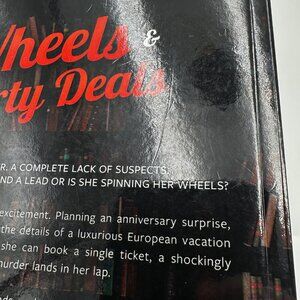 Wheels &
rty Deals
R. A COMPLETE LACK OF SUSPECTS.
ND A LEAD OR IS SHE SPINNING HER WHEELS?
excitement. Planning an anniversary surprise,
the details of a luxurious European vacation
she can book a single ticket, a shockingly
murder lands in her lap.